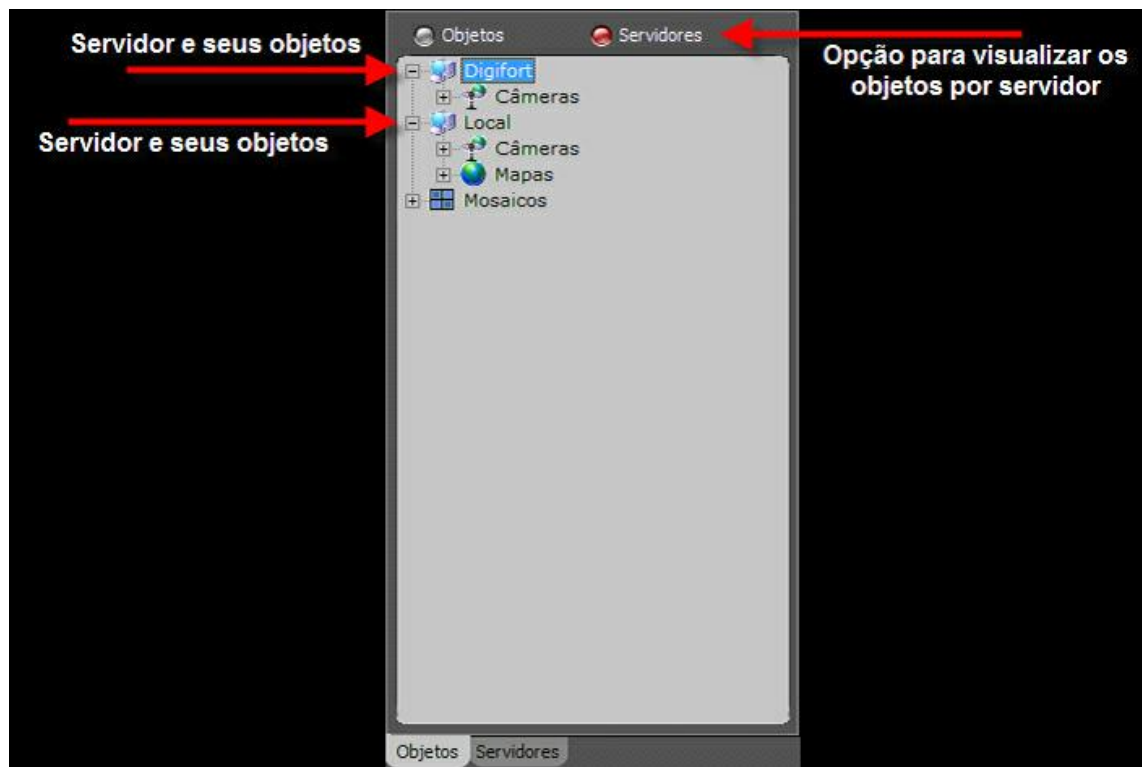 Objetos Servidores
Servidor e seus objetos
Opção para visualizar os
objetos por servidor
Digifort
Câmeras
Servidor e seus objetos
Local
Câmeras
Mapas
Mosaicos
Objetos Servidores